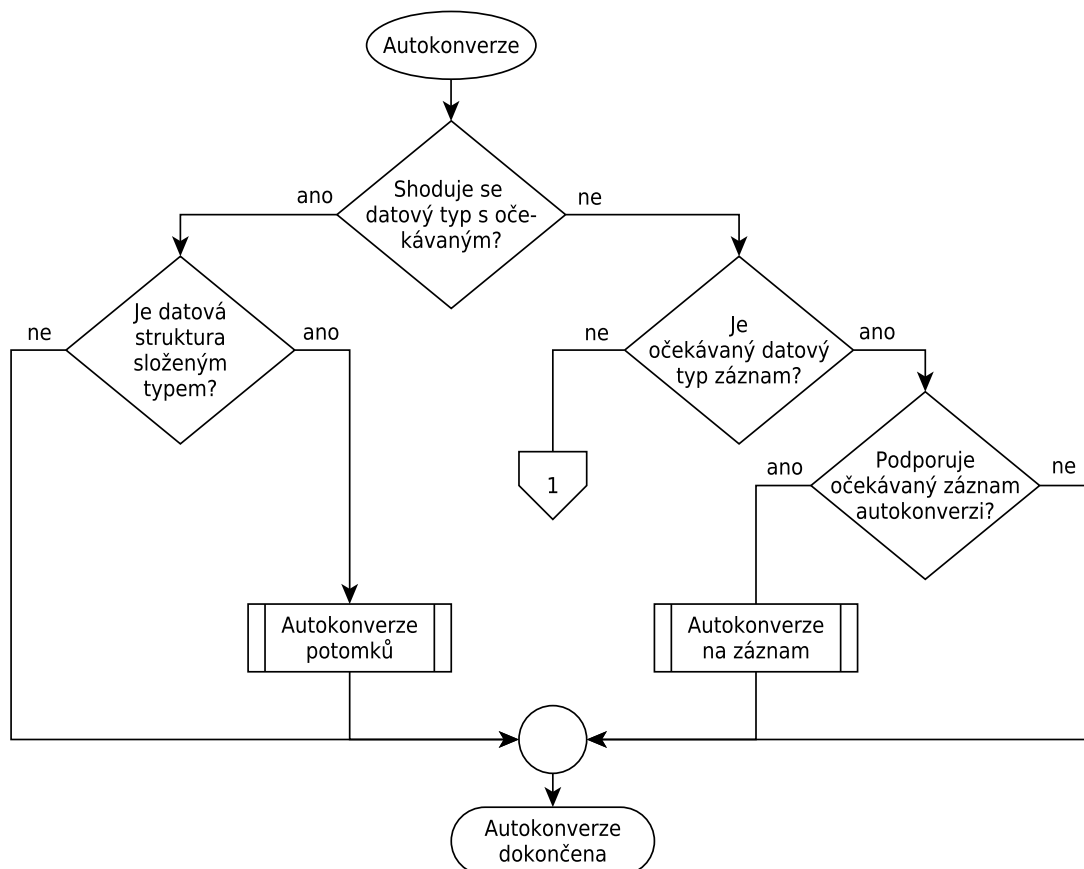 Autokonverze
Shoduje se
datový typ s oče-
kávaným?
ano
ne
Je datová
struktura
složeným
typem?
ne
ano
Je
očekávaný datový
typ záznam?
ne
ano
Podporuje
očekávaný záznam
autokonverzi?
ano
ne
1
Autokonverze
potomků
Autokonverze
na záznam
Autokonverze
dokončena